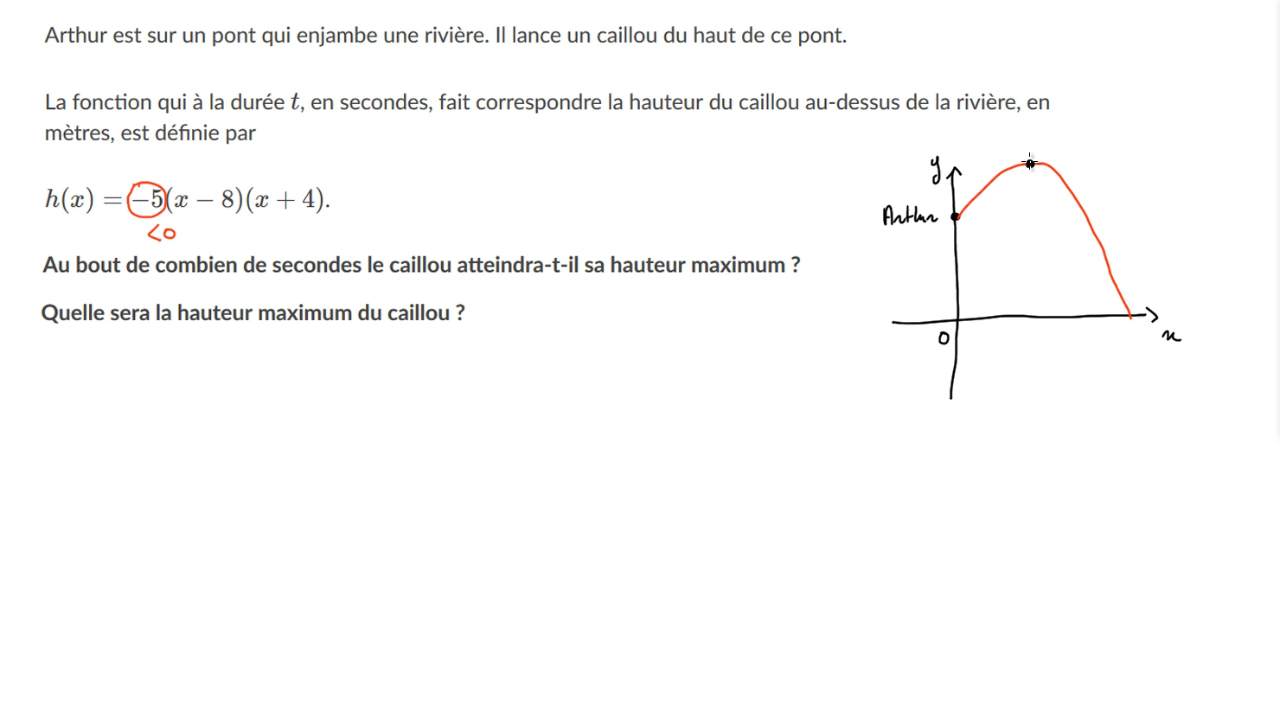 Arthur est sur un pont qui enjambe une rivière. Il lance un caillou du haut de ce pont.
La fonction qui à la durée t, en secondes, fait correspondre la hauteur du caillou au-dessus de la rivière, en
mètres, est définie par
h(x) = −5(x − 8)(x + 4).
<0
Au bout de combien de secondes le caillou atteindra-t-il sa hauteur maximum ?
Quelle sera la hauteur maximum du caillou ?
y
Arthur
0
x